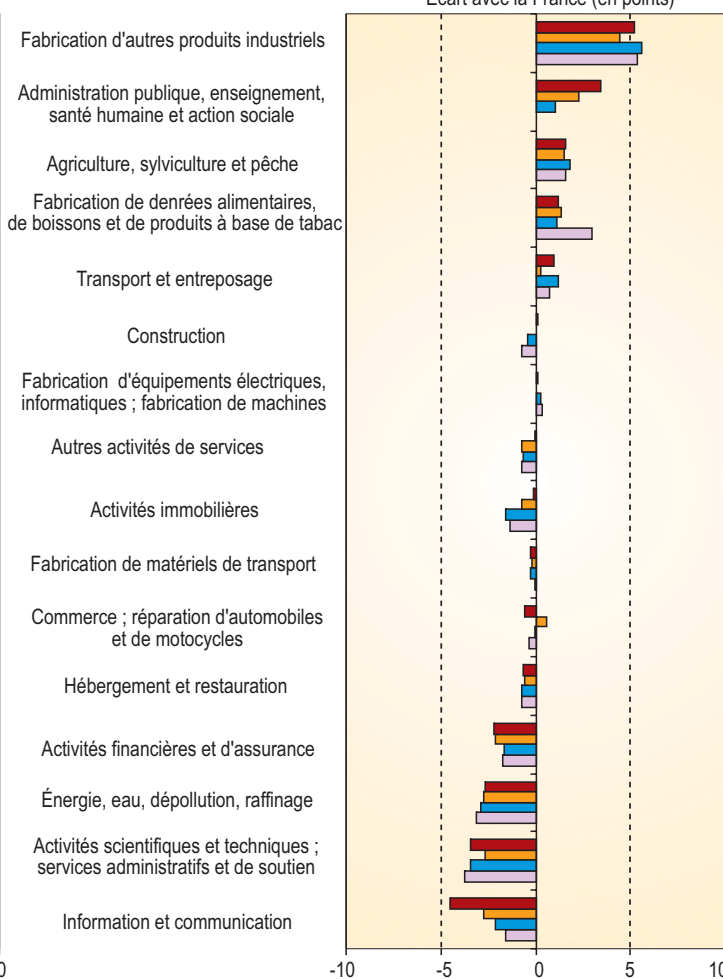 Écart avec la France (en points)
Fabrication d'autres produits industriels
Administration publique, enseignement,
santé humaine et action sociale
Agriculture, sylviculture et pêche
Fabrication de denrées alimentaires,
de boissons et de produits à base de tabac
Transport et entreposage
Construction
Fabrication d'équipements électriques,
informatiques ; fabrication de machines
Autres activités de services
Activités immobilières
Fabrication de matériels de transport
Commerce ; réparation d'automobiles
et de motocycles
Hébergement et restauration
Activités financières et d'assurance
Énergie, eau, dépollution, raffinage
Activités scientifiques et techniques ;
services administratifs et de soutien
Information et communication
0 -10 -5 0 5 10